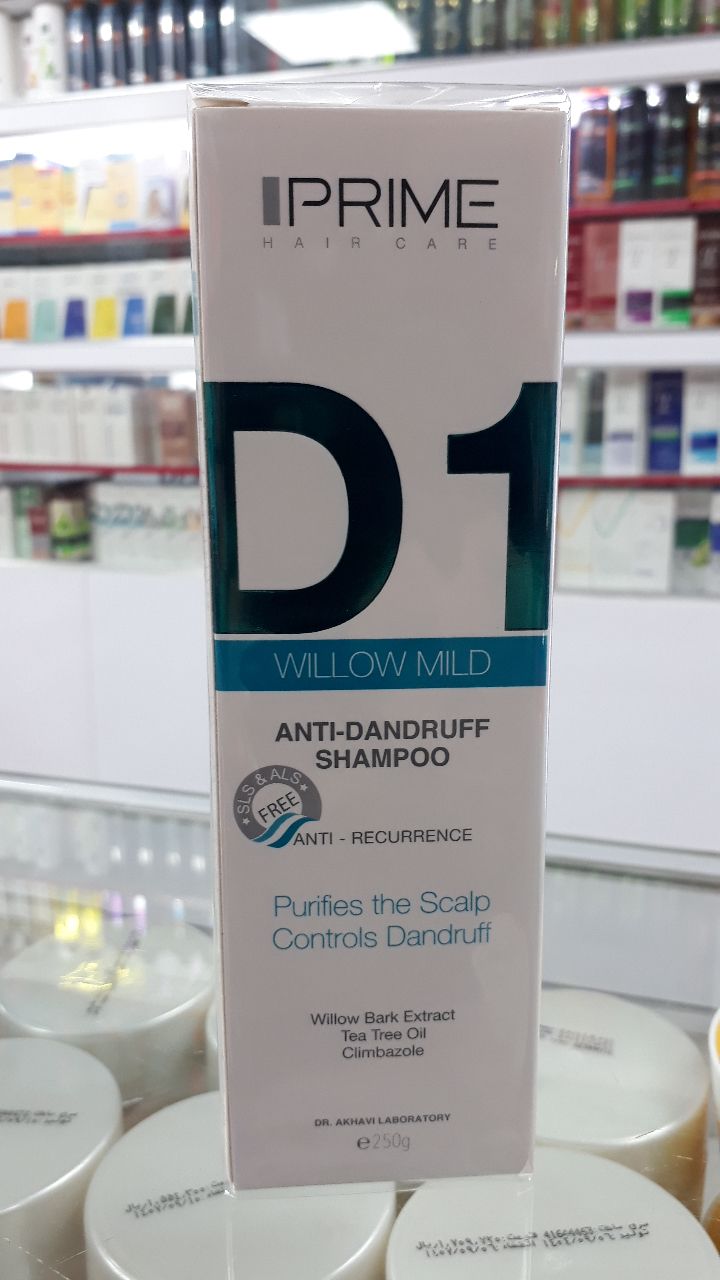 PRIME
HAIR CARE
D1
WILLOW MILD
ANTI-DANDRUFF
SHAMPOO
SLS & ALS
FREE
ANTI - RECURRENCE
Purifies the Scalp
Controls Dandruff
Willow Bark Extract
Tea Tree Oil
Climbazole
DR. AKHAVI LABORATORY
e250g